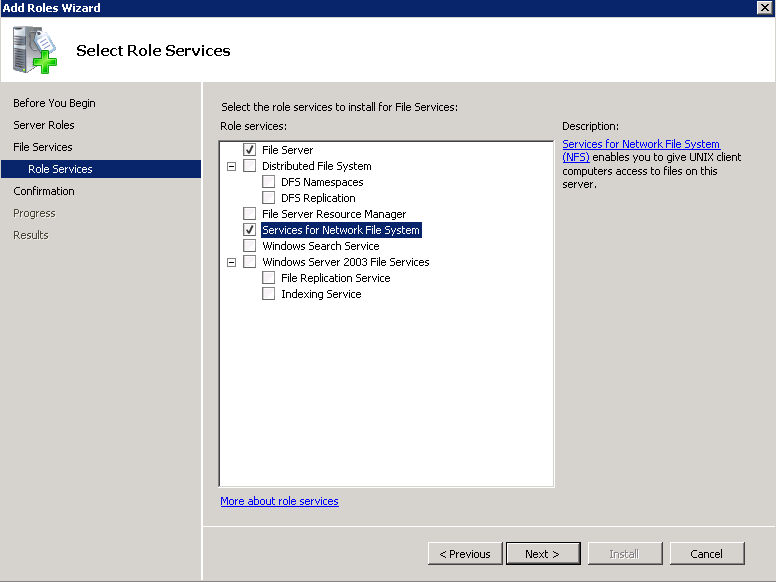 Add Roles Wizard
Select Role Services
Before You Begin
Server Roles
File Services
Role Services
Confirmation
Progress
Results
Select the role services to install for File Services:
Role services:
File Server
Distributed File System
DFS Namespaces
DFS Replication
File Server Resource Manager
Services for Network File System
Windows Search Service
Windows Server 2003 File Services
File Replication Service
Indexing Service
More about role services
Description:
Services for Network File System
(NFS) enables you to give UNIX client
computers access to files on this
server.
< Previous
Next >
Install
Cancel